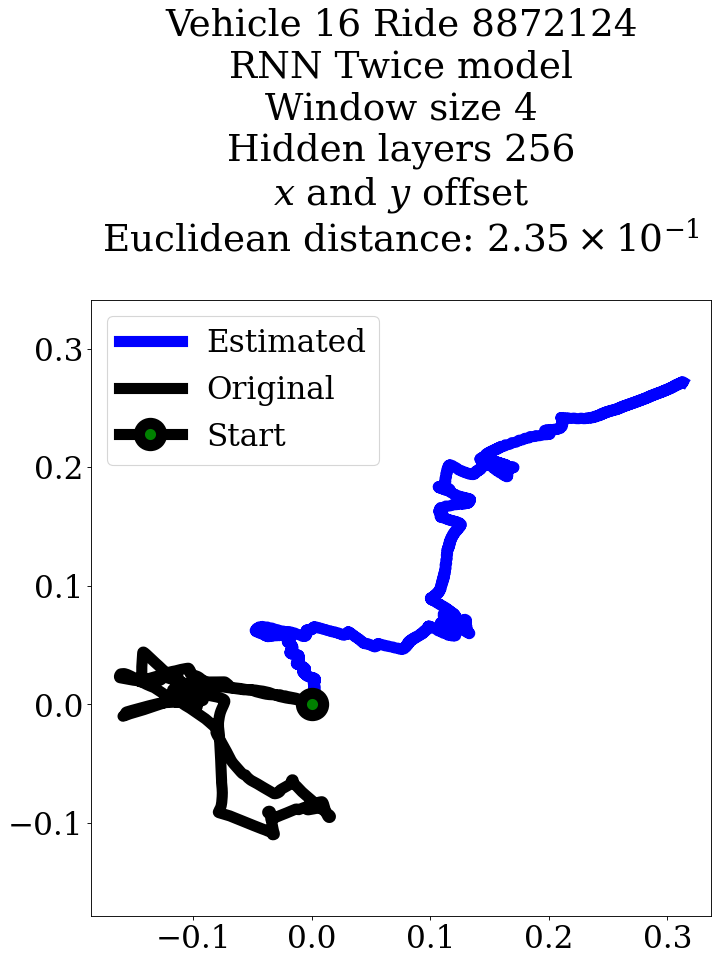 Vehicle 16 Ride 8872124
RNN Twice model
Window size 4
Hidden layers 256
x and y offset
Euclidean distance: 2.35 × 10⁻¹
Estimated
Original
Start
0.3
0.2
0.1
0.0
−0.1
−0.1 0.0 0.1 0.2 0.3